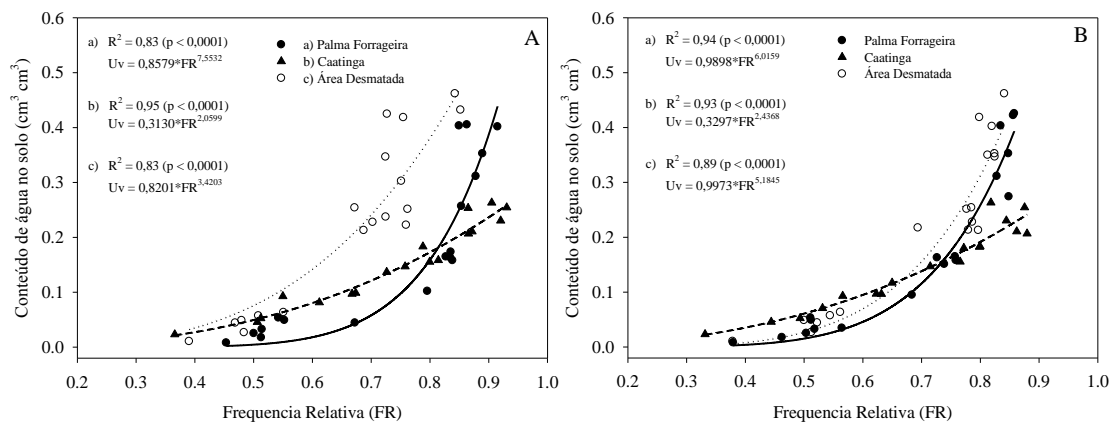 A
a) R² = 0,83 (p < 0,0001)
Uv = 0,8579*FR^7,5532
b) R² = 0,95 (p < 0,0001)
Uv = 0,3130*FR^2,0599
c) R² = 0,83 (p < 0,0001)
Uv = 0,8201*FR^3,4203
a) Palma Forrageira
b) Caatinga
c) Área Desmatada
Conteúdo de água no solo (cm³ cm³)
0.6
0.5
0.4
0.3
0.2
0.1
0.0
0.2 0.3 0.4 0.5 0.6 0.7 0.8 0.9 1.0
Frequencia Relativa (FR)
B
a) R² = 0,94 (p < 0,0001)
Uv = 0,9898*FR^6,0159
b) R² = 0,93 (p < 0,0001)
Uv = 0,3297*FR^2,4368
c) R² = 0,89 (p < 0,0001)
Uv = 0,9973*FR^5,1845
Palma Forrageira
Caatinga
Área Desmatada
Conteúdo de água no solo (cm³ cm³)
0.6
0.5
0.4
0.3
0.2
0.1
0.0
0.2 0.3 0.4 0.5 0.6 0.7 0.8 0.9 1.0
Frequencia Relativa (FR)